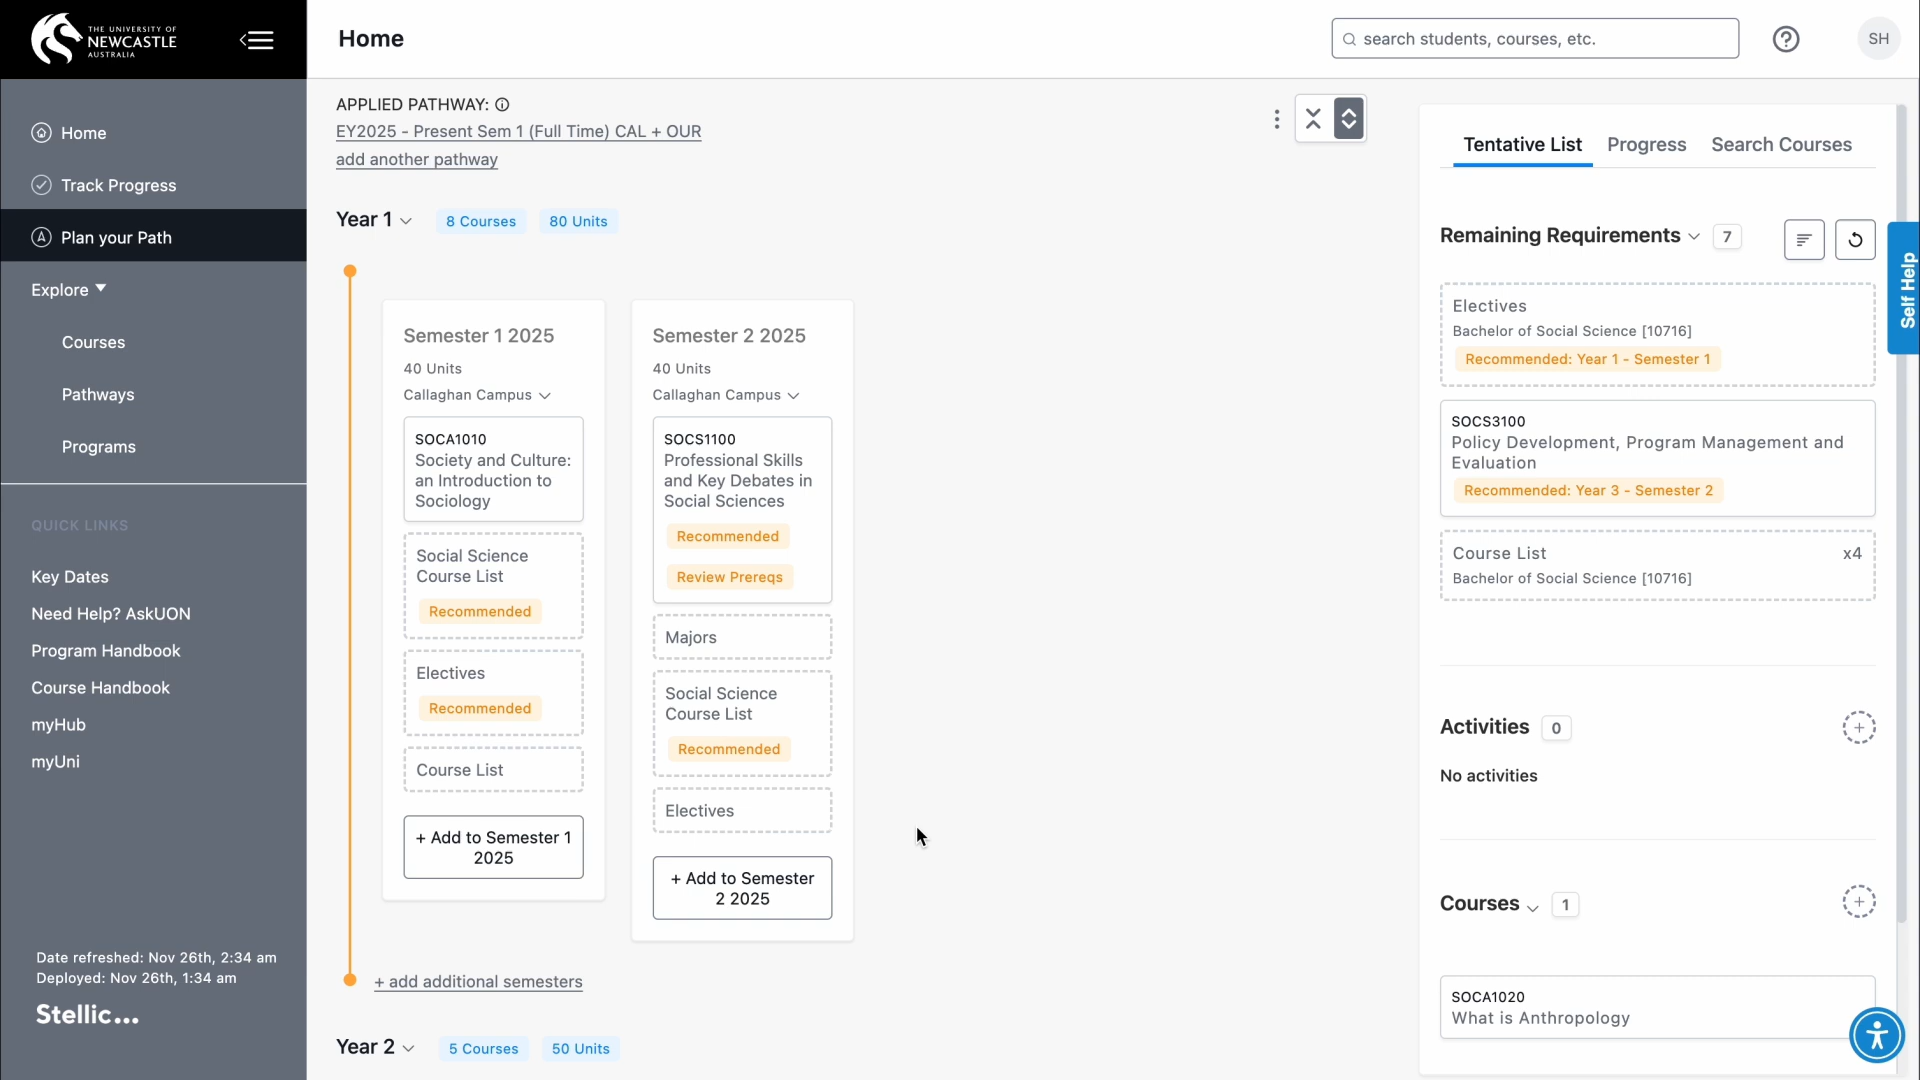 THE UNIVERSITY OF
NEWCASTLE
AUSTRALIA
Home
search students, courses, etc.
SH
Home
Track Progress
Plan your Path
Explore
Courses
Pathways
Programs
QUICK LINKS
Key Dates
Need Help? AskUON
Program Handbook
Course Handbook
myHub
myUni
Date refreshed: Nov 26th, 2:34 am
Deployed: Nov 26th, 1:34 am
Stellic...
APPLIED PATHWAY:
EY2025 - Present Sem 1 (Full Time) CAL + OUR
add another pathway
Year 1
8 Courses
80 Units
Semester 1 2025
40 Units
Callaghan Campus
SOCA1010
Society and Culture:
an Introduction to
Sociology
Social Science
Course List
Recommended
Electives
Recommended
Course List
+ Add to Semester 1
2025
Semester 2 2025
40 Units
Callaghan Campus
SOCS1100
Professional Skills
and Key Debates in
Social Sciences
Recommended
Review Prereqs
Majors
Social Science
Course List
Recommended
Electives
+ Add to Semester
2 2025
+ add additional semesters
Year 2
5 Courses
50 Units
Tentative List
Progress
Search Courses
Remaining Requirements
7
Electives
Bachelor of Social Science [10716]
Recommended: Year 1 - Semester 1
SOCS3100
Policy Development, Program Management and
Evaluation
Recommended: Year 3 - Semester 2
Course List
x4
Bachelor of Social Science [10716]
Activities
0
No activities
Courses
1
SOCA1020
What is Anthropology
Self Help